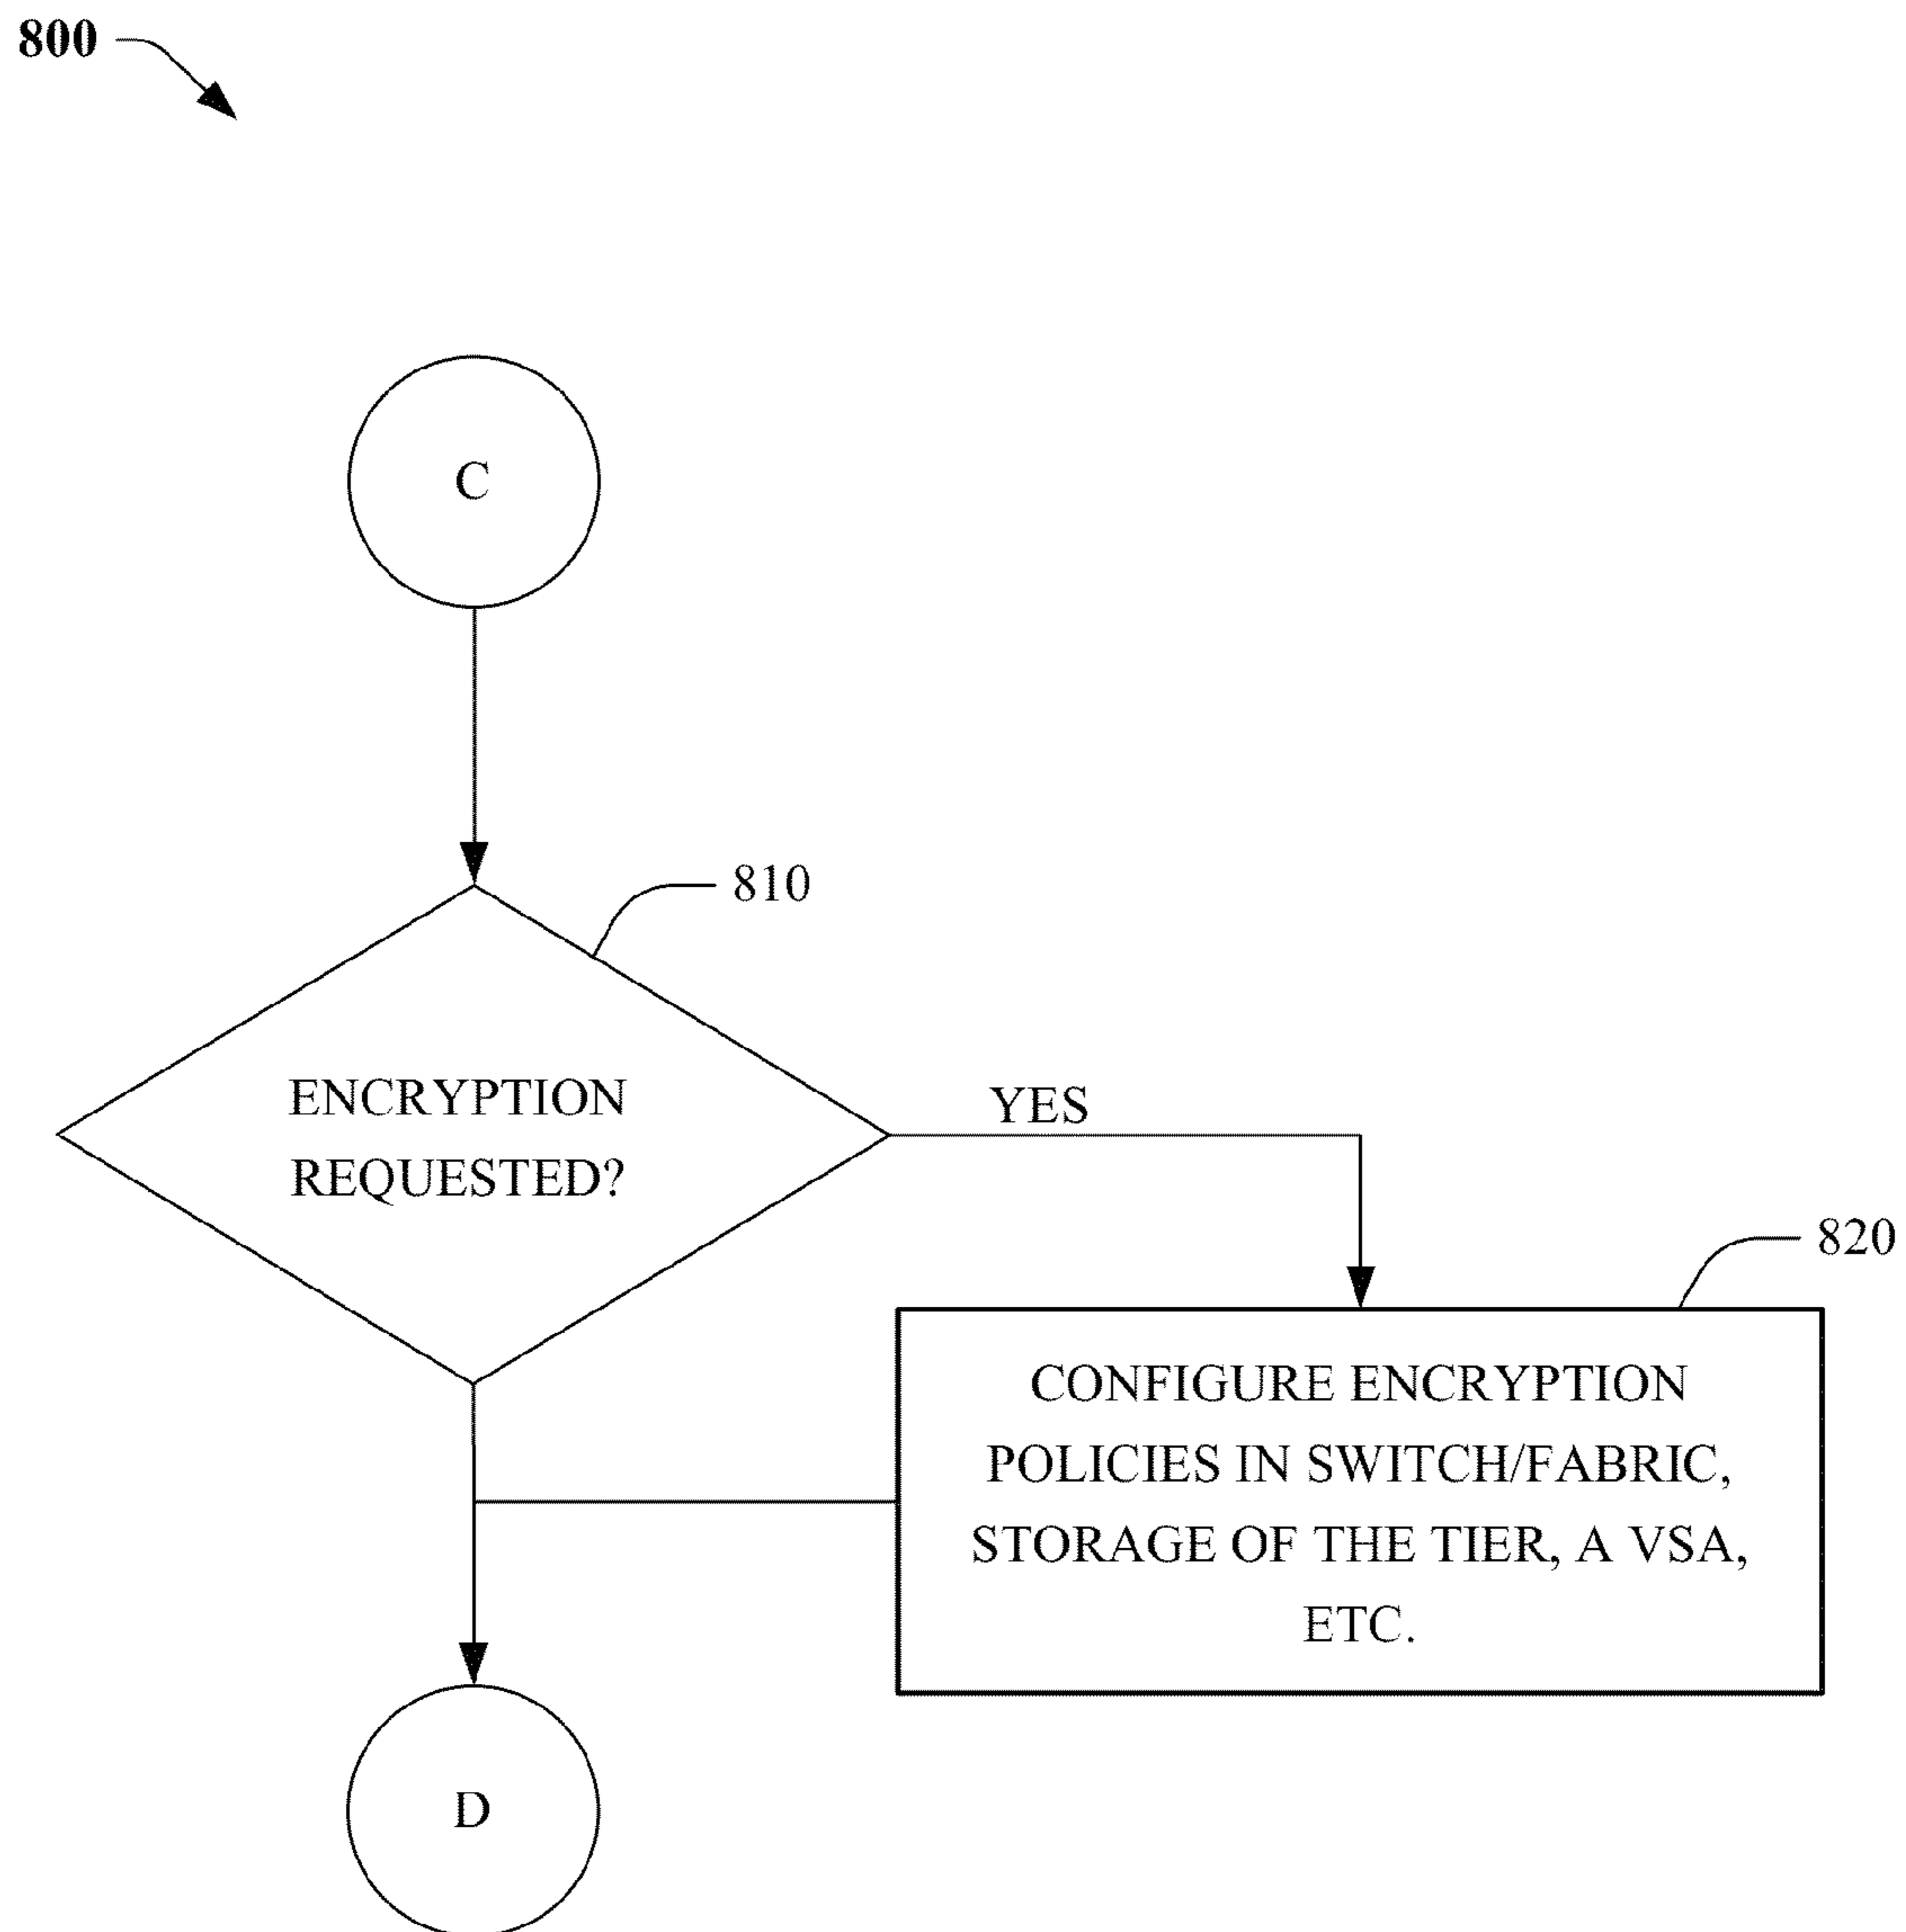 800
C
810
ENCRYPTION
REQUESTED?
YES
820
CONFIGURE ENCRYPTION
POLICIES IN SWITCH/FABRIC,
STORAGE OF THE TIER, A VSA,
ETC.
D